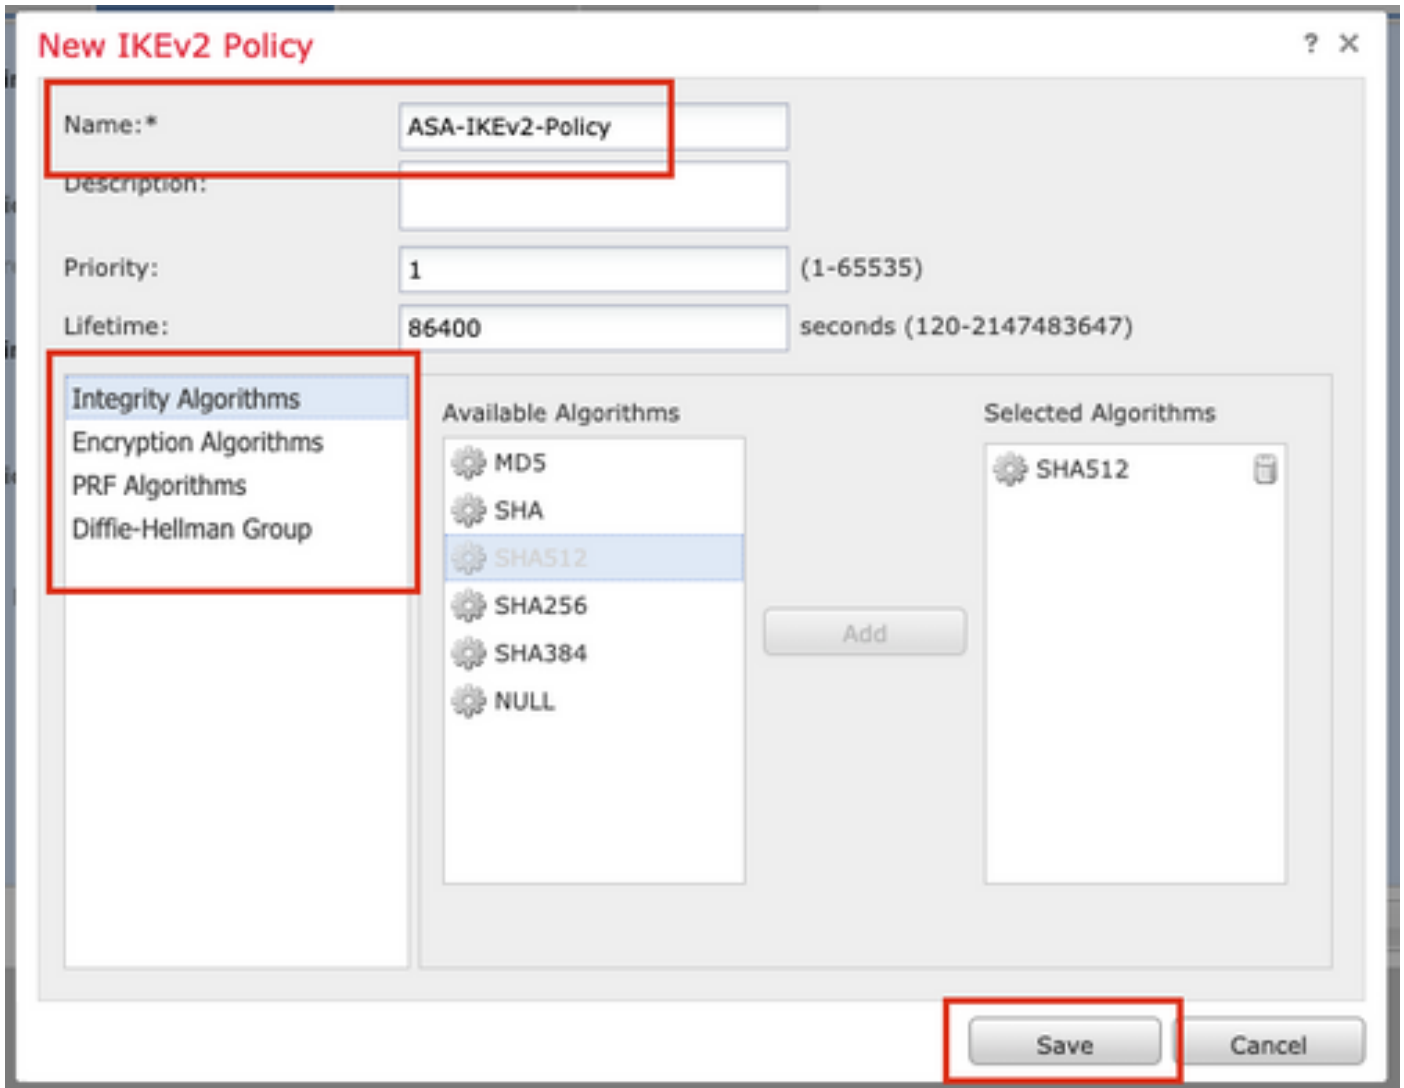 New IKEv2 Policy ? ×
Name:* ASA-IKEv2-Policy
Description:
Priority: 1 (1-65535)
Lifetime: 86400 seconds (120-2147483647)
Integrity Algorithms
Encryption Algorithms
PRF Algorithms
Diffie-Hellman Group
Available Algorithms
MD5
SHA
SHA512
SHA256
SHA384
NULL
Add
Selected Algorithms
SHA512
Save Cancel